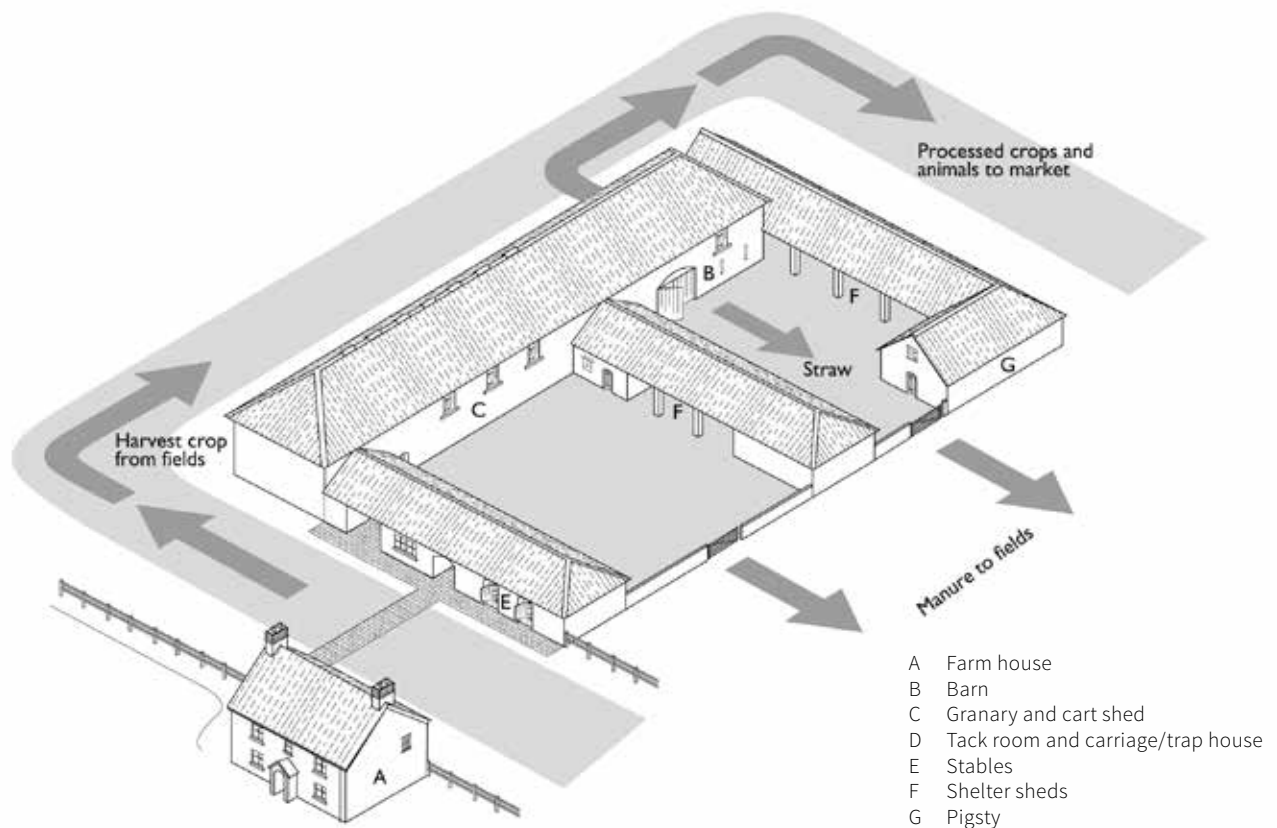 Processed crops and
animals to market
B
F
Straw
G
C
F
Harvest crop
from fields
E
Manure to fields
A
A Farm house
B Barn
C Granary and cart shed
D Tack room and carriage/trap house
E Stables
F Shelter sheds
G Pigsty